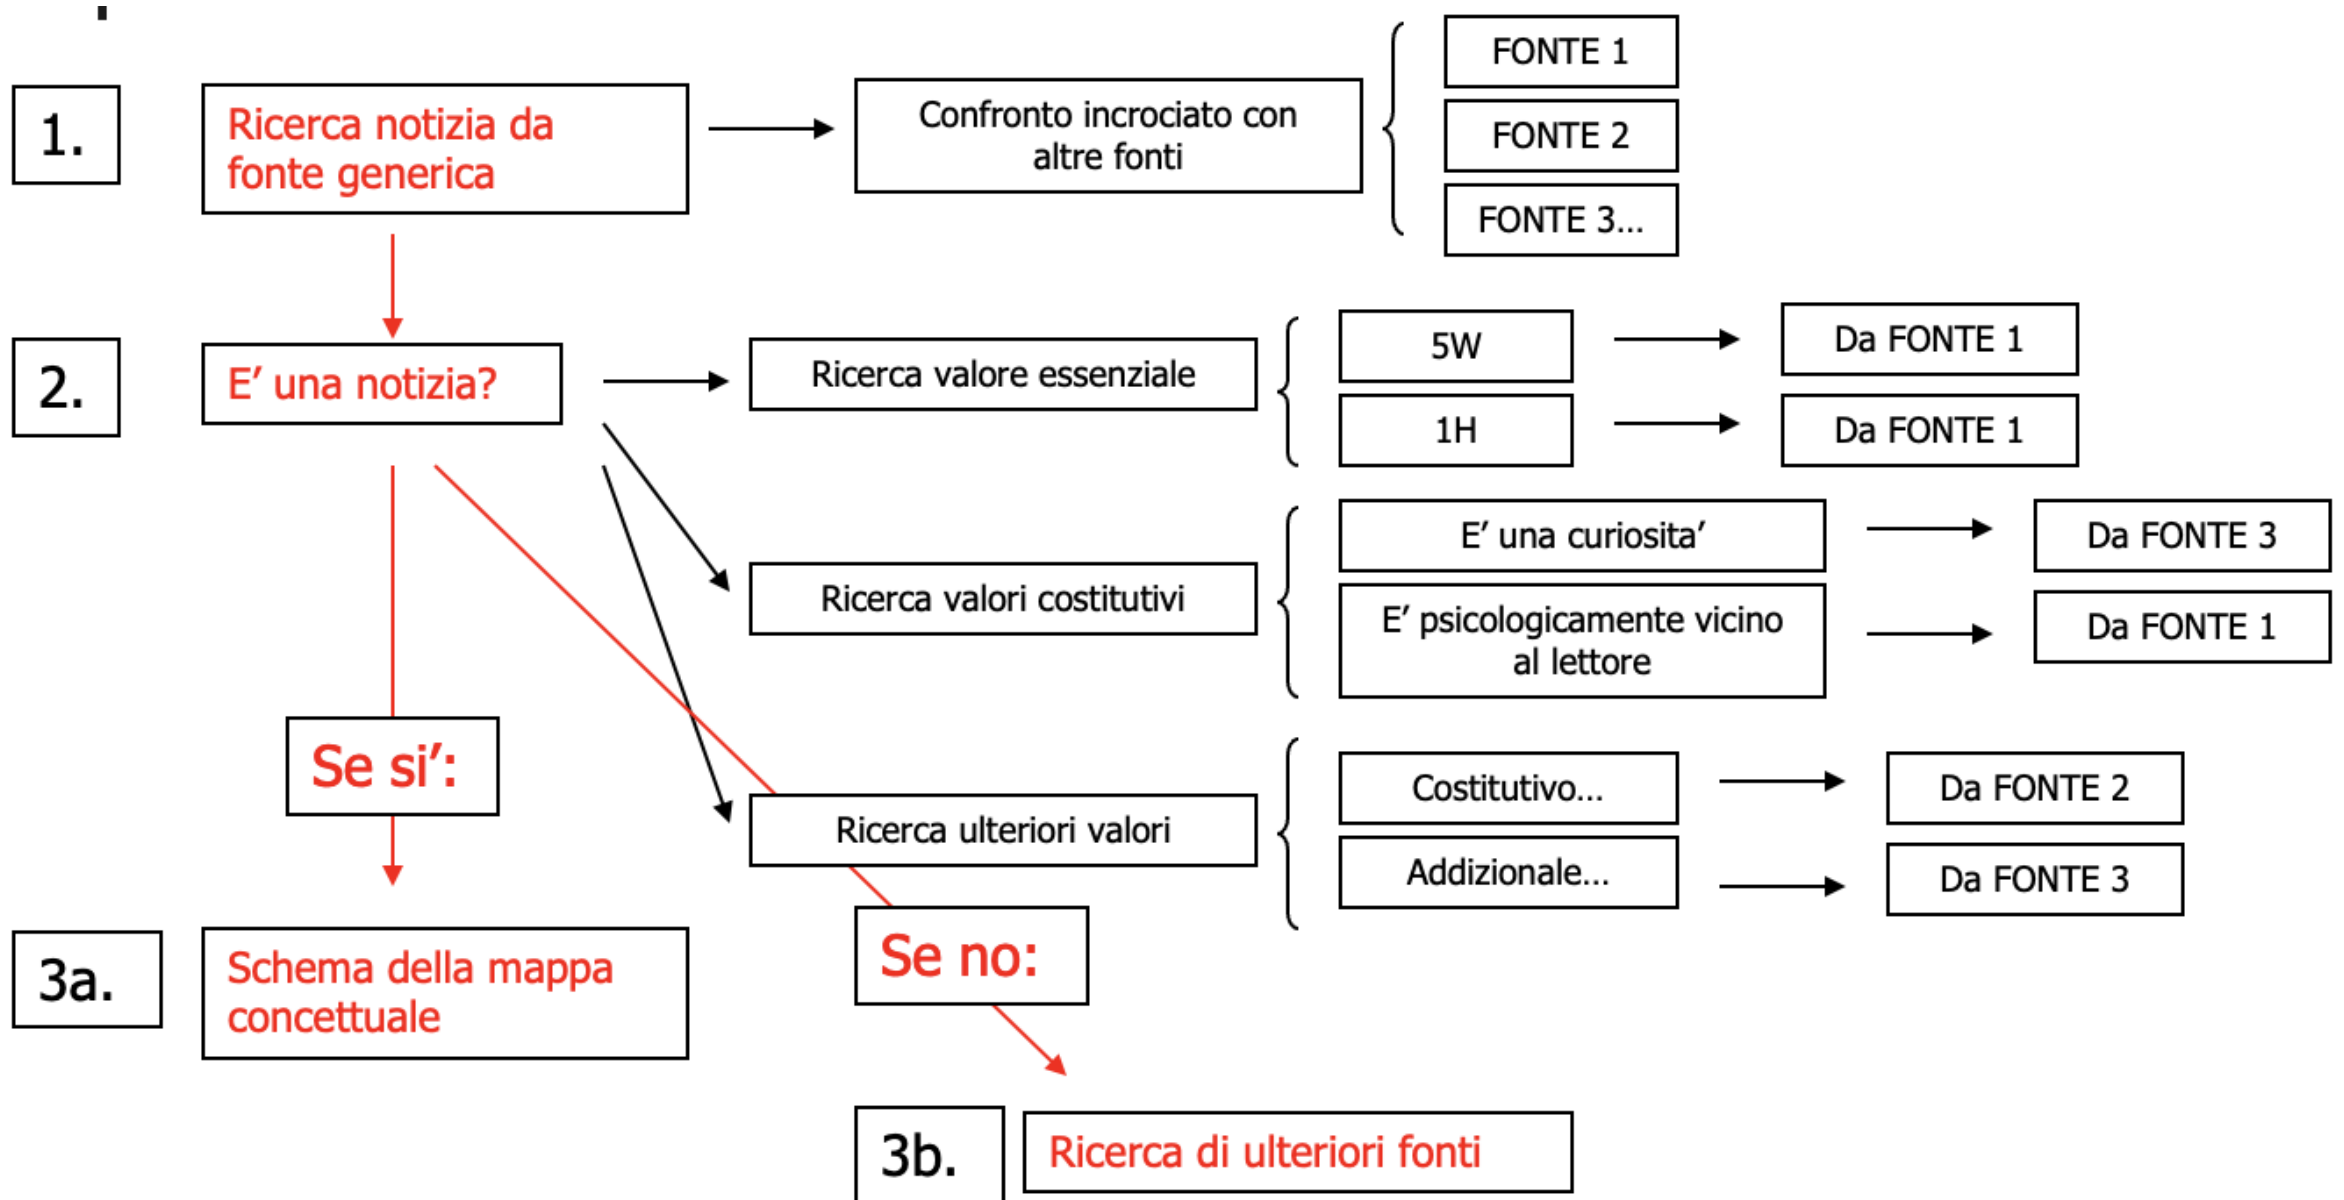 1.
Ricerca notizia da
fonte generica
Confronto incrociato con
altre fonti
FONTE 1
FONTE 2
FONTE 3...
2.
E' una notizia?
Ricerca valore essenziale
5W
Da FONTE 1
1H
Da FONTE 1
Ricerca valori costitutivi
E' una curiosita'
Da FONTE 3
E' psicologicamente vicino
al lettore
Da FONTE 1
Se si':
Ricerca ulteriori valori
Costitutivo...
Da FONTE 2
Addizionale...
Da FONTE 3
Se no:
3a.
Schema della mappa
concettuale
3b.
Ricerca di ulteriori fonti